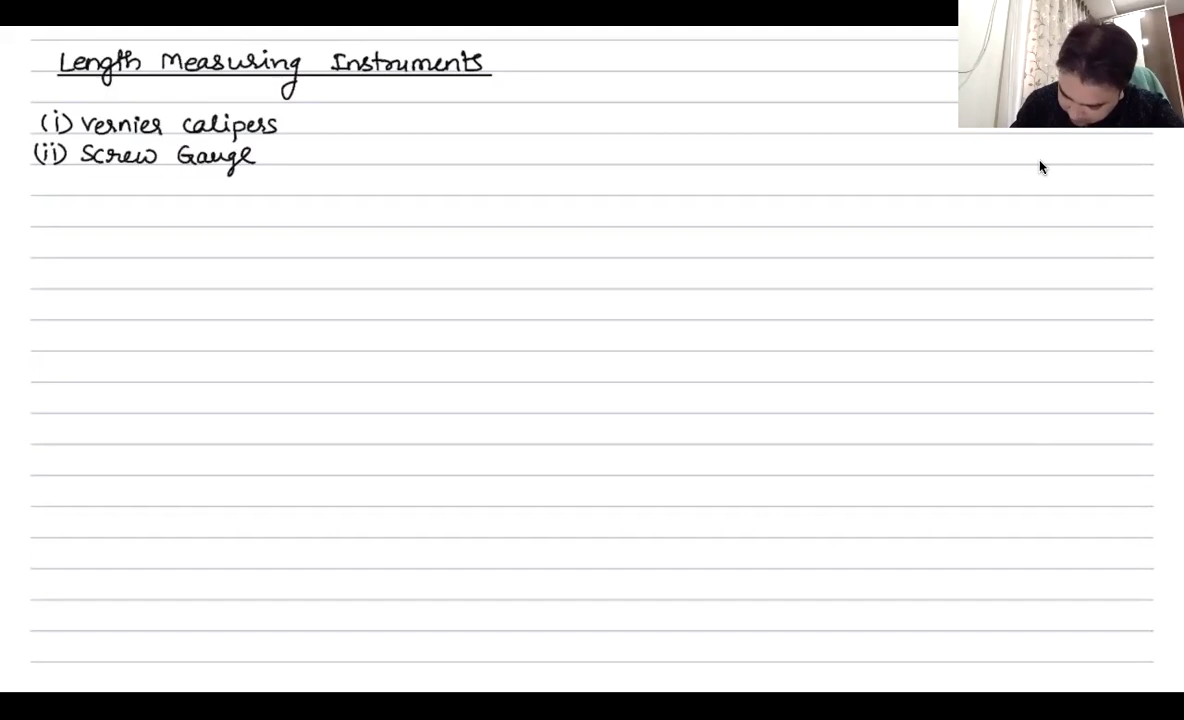 Length Measuring Instruments
(i) Vernier calipers
(ii) Screw Gauge